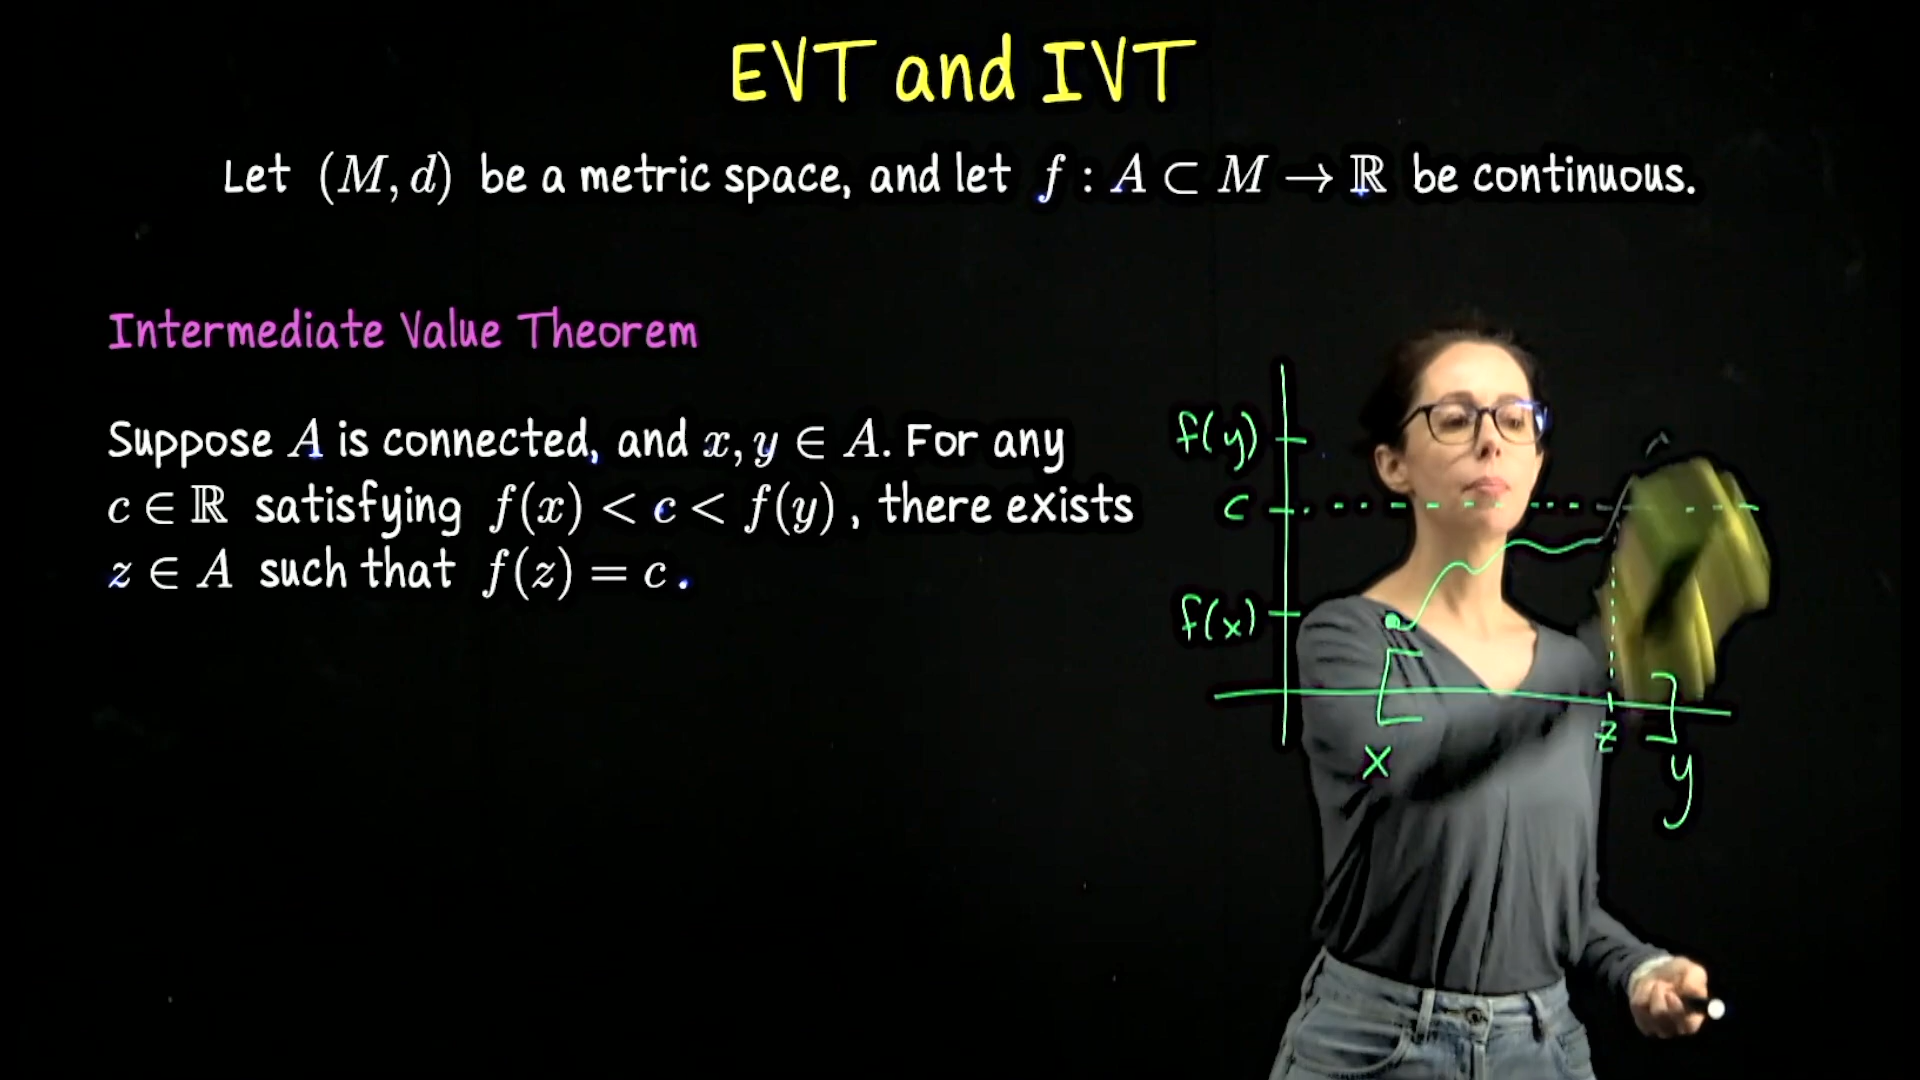 EVT and IVT
Let (M, d) be a metric space, and let f : A ⊂ M → ℝ be continuous.
Intermediate Value Theorem
Suppose A is connected, and x, y ∈ A. For any
c ∈ ℝ satisfying f(x) < c < f(y), there exists
z ∈ A such that f(z) = c.
f(y)
c
f(x)
z
x
y